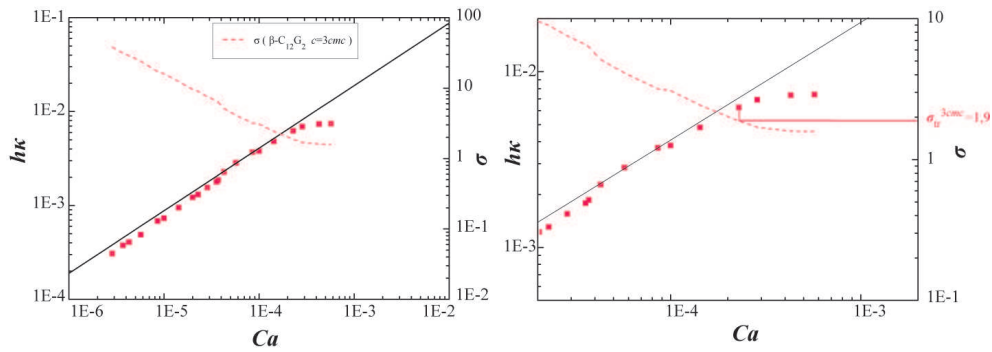 1E-1
1E-2
1E-3
1E-4
hκ
1E-6
1E-5
1E-4
1E-3
1E-2
Ca
100
10
1
1E-1
1E-2
σ
σ ( β-C12G2 c=3cmc )
1E-2
1E-3
hκ
1E-4
1E-3
Ca
10
1
1E-1
σ
σtr3cmc=1,9